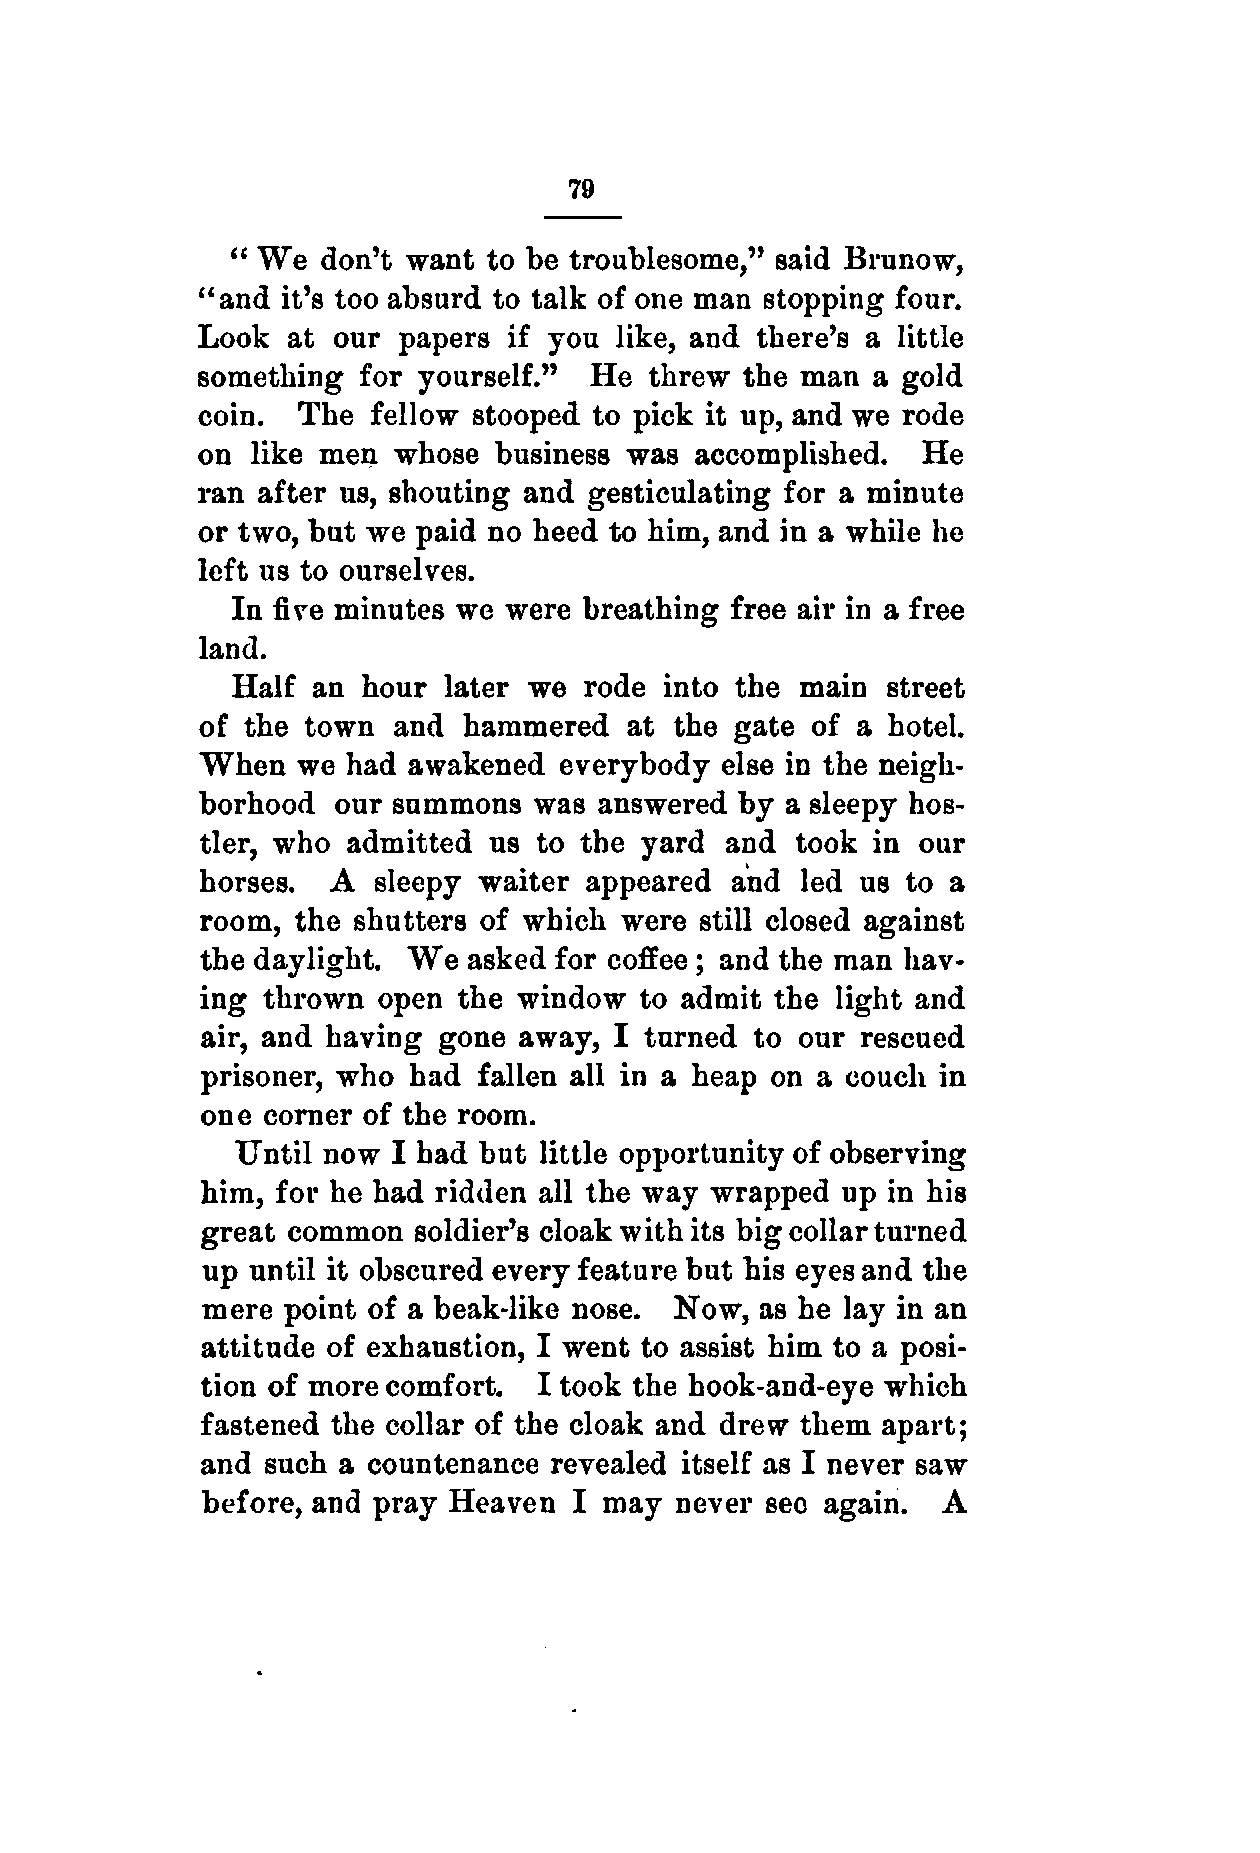 79
“ We don’t want to be troublesome,” said Brunow,
“and it’s too absurd to talk of one man stopping four.
Look at our papers if you like, and there’s a little
something for yourself.” He threw the man a gold
coin. The fellow stooped to pick it up, and we rode
on like men whose business was accomplished. He
ran after us, shouting and gesticulating for a minute
or two, but we paid no heed to him, and in a while he
left us to ourselves.
In five minutes we were breathing free air in a free
land.
Half an hour later we rode into the main street
of the town and hammered at the gate of a hotel.
When we had awakened everybody else in the neigh-
borhood our summons was answered by a sleepy hos-
tler, who admitted us to the yard and took in our
horses. A sleepy waiter appeared and led us to a
room, the shutters of which were still closed against
the daylight. We asked for coffee ; and the man hav-
ing thrown open the window to admit the light and
air, and having gone away, I turned to our rescued
prisoner, who had fallen all in a heap on a couch in
one corner of the room.
Until now I had but little opportunity of observing
him, for he had ridden all the way wrapped up in his
great common soldier’s cloak with its big collar turned
up until it obscured every feature but his eyes and the
mere point of a beak-like nose. Now, as he lay in an
attitude of exhaustion, I went to assist him to a posi-
tion of more comfort. I took the hook-and-eye which
fastened the collar of the cloak and drew them apart;
and such a countenance revealed itself as I never saw
before, and pray Heaven I may never see again. A